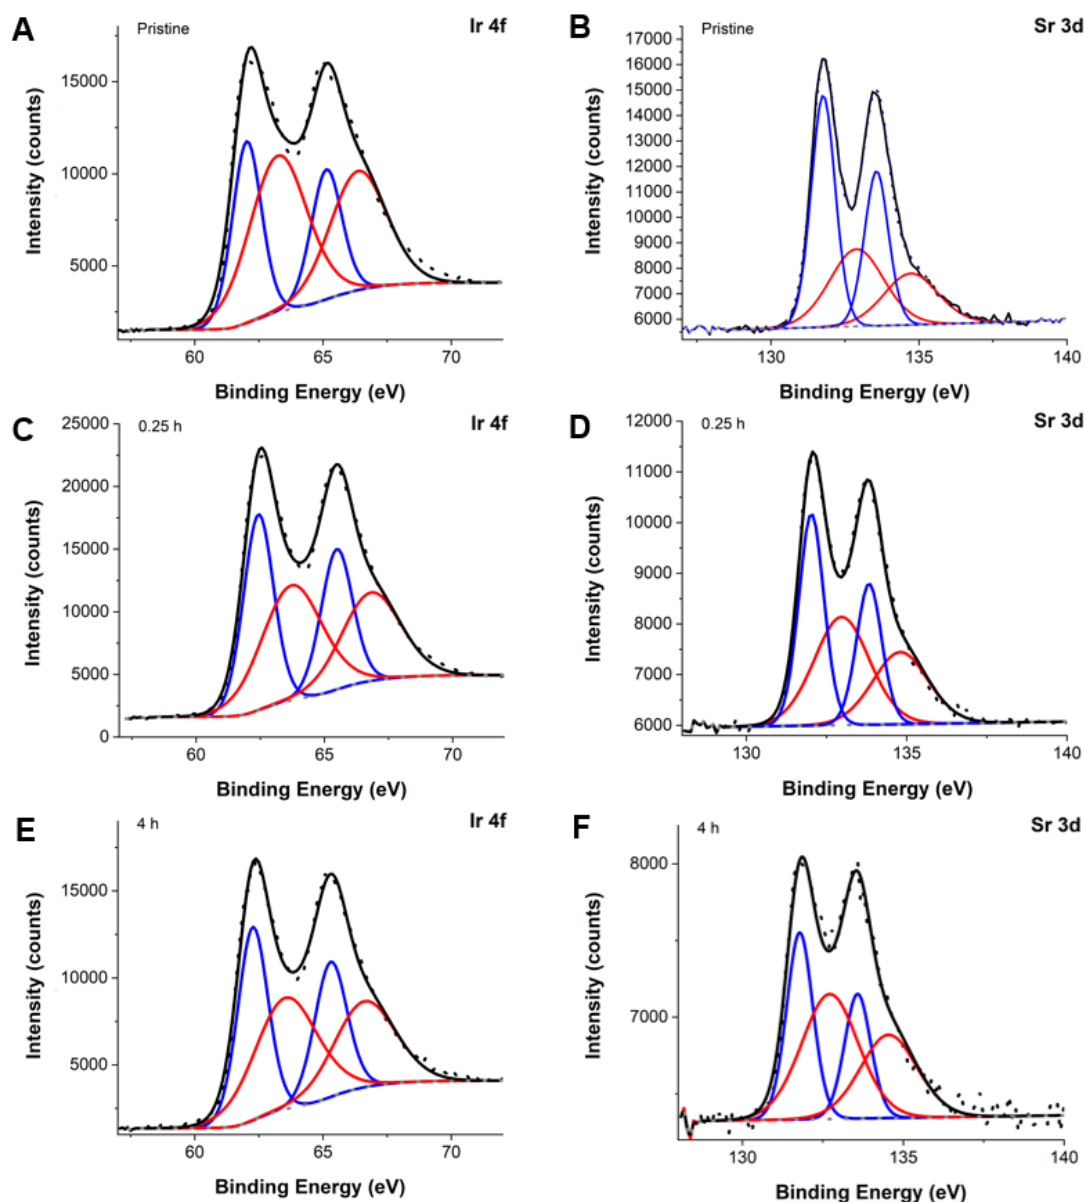 A
Pristine
Ir 4f
Intensity (counts)
15000
10000
5000
60
65
70
Binding Energy (eV)
B
Pristine
Sr 3d
Intensity (counts)
17000
16000
15000
14000
13000
12000
11000
10000
9000
8000
7000
6000
130
135
140
Binding Energy (eV)
C
0.25 h
Ir 4f
Intensity (counts)
25000
20000
15000
10000
5000
0
60
65
70
Binding Energy (eV)
D
0.25 h
Sr 3d
Intensity (counts)
12000
11000
10000
9000
8000
7000
6000
130
135
140
Binding Energy (eV)
E
4 h
Ir 4f
Intensity (counts)
15000
10000
5000
60
65
70
Binding Energy (eV)
F
4 h
Sr 3d
Intensity (counts)
8000
7000
130
135
140
Binding Energy (eV)